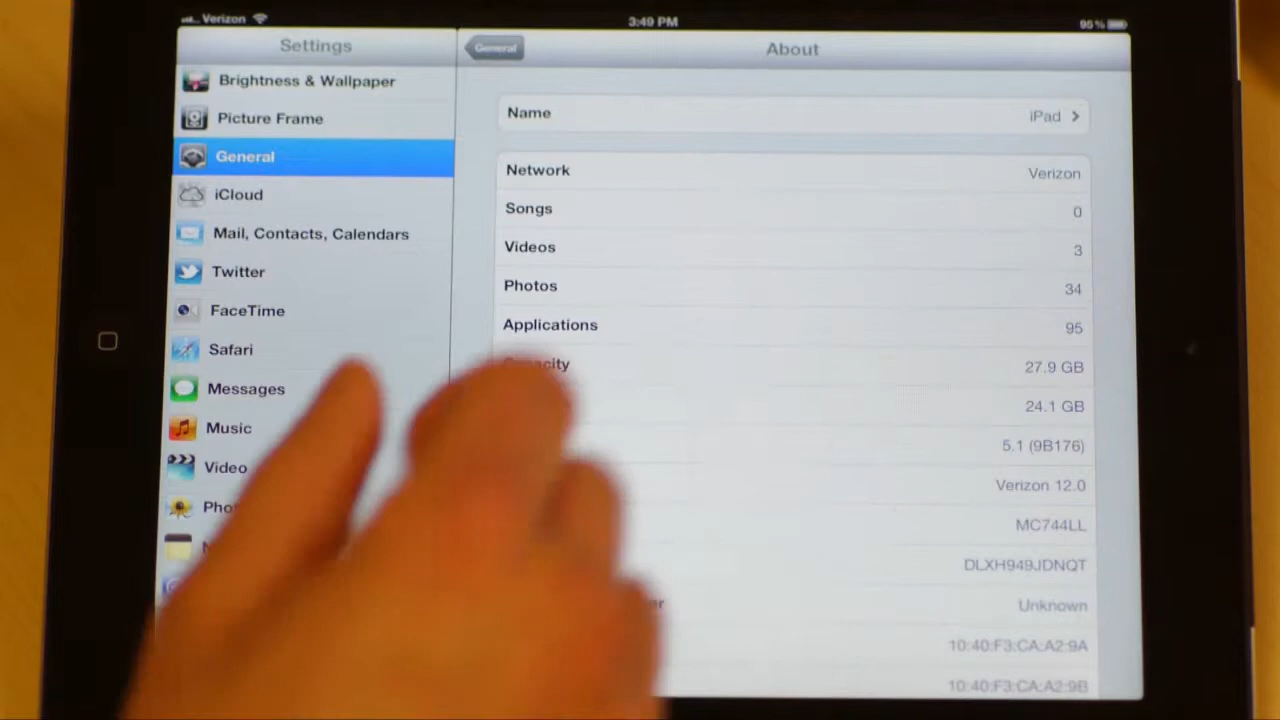 Verizon
3:49 PM
95%
Settings
General
About
Brightness & Wallpaper
Picture Frame
General
iCloud
Mail, Contacts, Calendars
Twitter
FaceTime
Safari
Messages
Music
Video
Pho
Name iPad
Network Verizon
Songs 0
Videos 3
Photos 34
Applications 95
27.9 GB
24.1 GB
5.1 (9B176)
Verizon 12.0
MC744LL
DLXH949JDNQT
Unknown
10:40:F3:CA:A2:9A
10:40:F3:CA:A2:9B